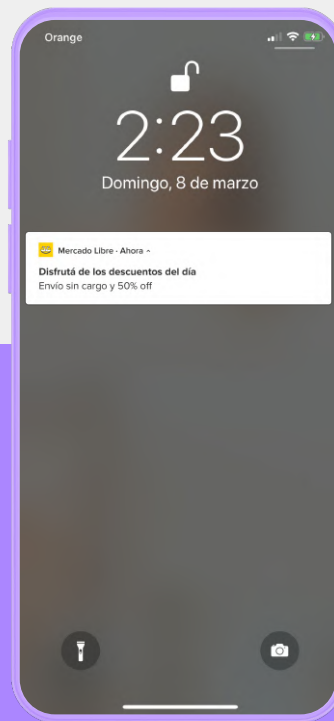 Orange
2:23
Domingo, 8 de marzo
Mercado Libre - Ahora
Disfrutá de los descuentos del día
Envío sin cargo y 50% off